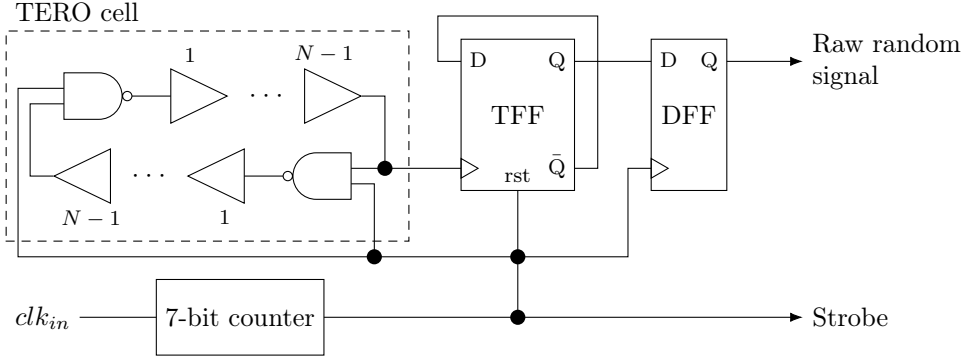 TERO cell
1
N − 1
· · ·
D
Q
D
Q
Raw random
signal
TFF
DFF
· · ·
Q̄
rst
N − 1
1
clk_in
7-bit counter
Strobe